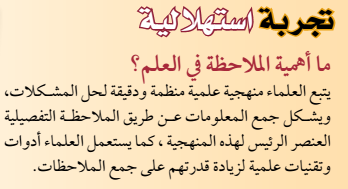 تجربة استهلالية
ما أهمية الملاحظة في العلم؟
يتبع العلماء منهجية علمية منظمة ودقيقة لحل المشكلات،
ويشكل جمع المعلومات عن طريق الملاحظة التفصيلية
العنصر الرئيس لهذه المنهجية ، كما يستعمل العلماء أدوات
وتقنيات علمية لزيادة قدرتهم على جمع الملاحظات.